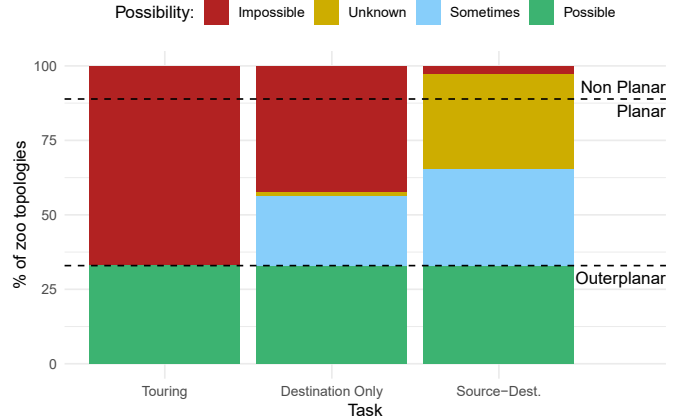 Possibility: Impossible Unknown Sometimes Possible
100
75
50
25
0
% of zoo topologies
Non Planar
Planar
Outerplanar
Touring Destination Only Source−Dest.
Task